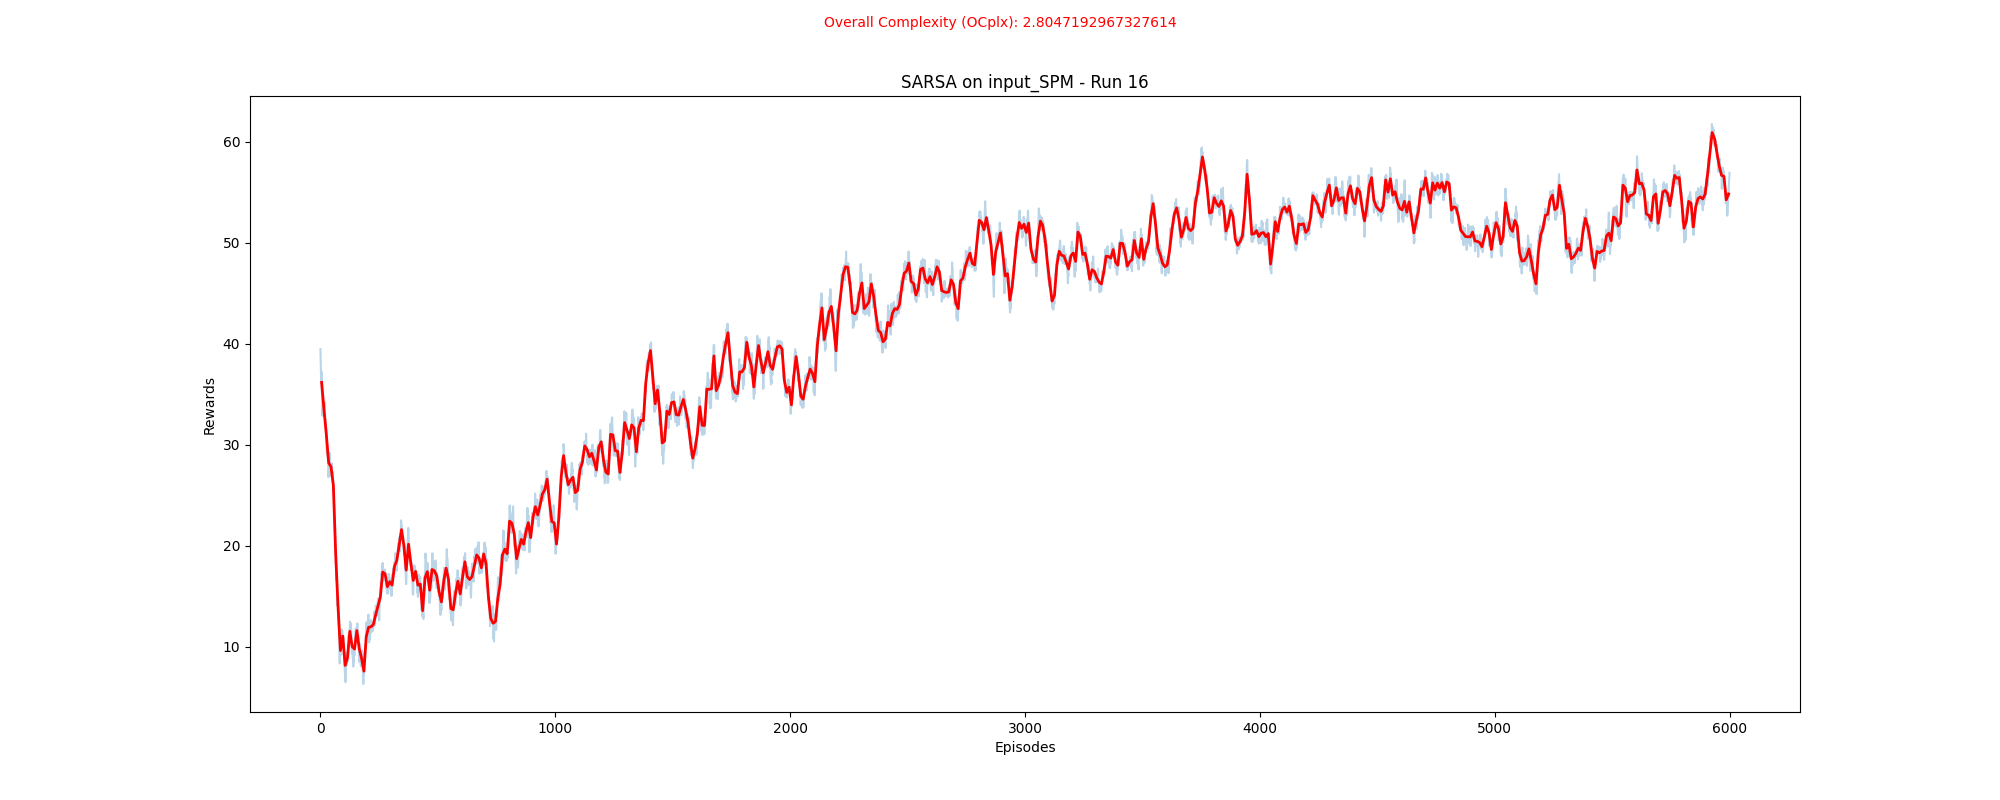 Overall Complexity (OCplx): 2.8047192967327614
SARSA on input_SPM - Run 16
60
50
40
30
20
10
Rewards
0 1000 2000 3000 4000 5000 6000
Episodes